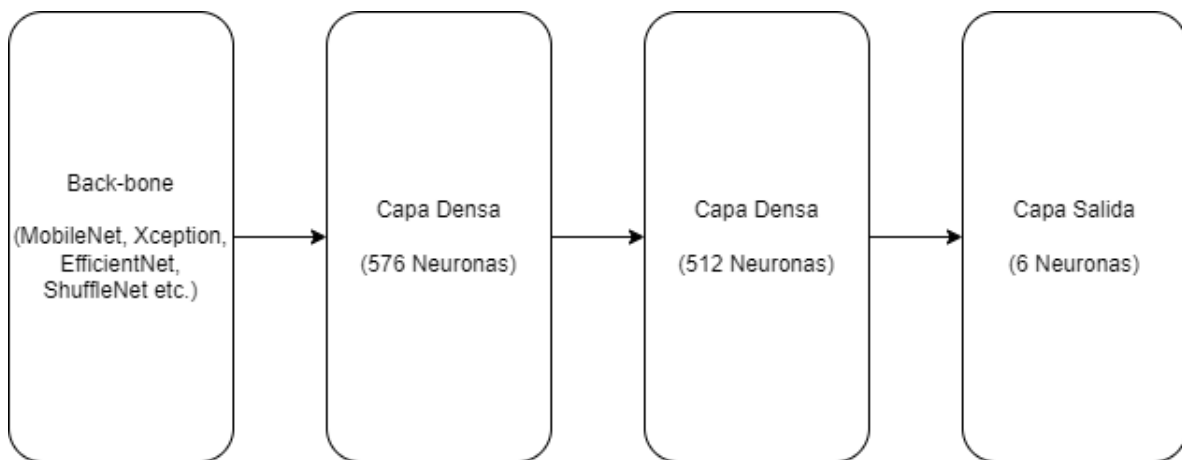 Back-bone
(MobileNet, Xception,
EfficientNet,
ShuffleNet etc.)
Capa Densa
(576 Neuronas)
Capa Densa
(512 Neuronas)
Capa Salida
(6 Neuronas)